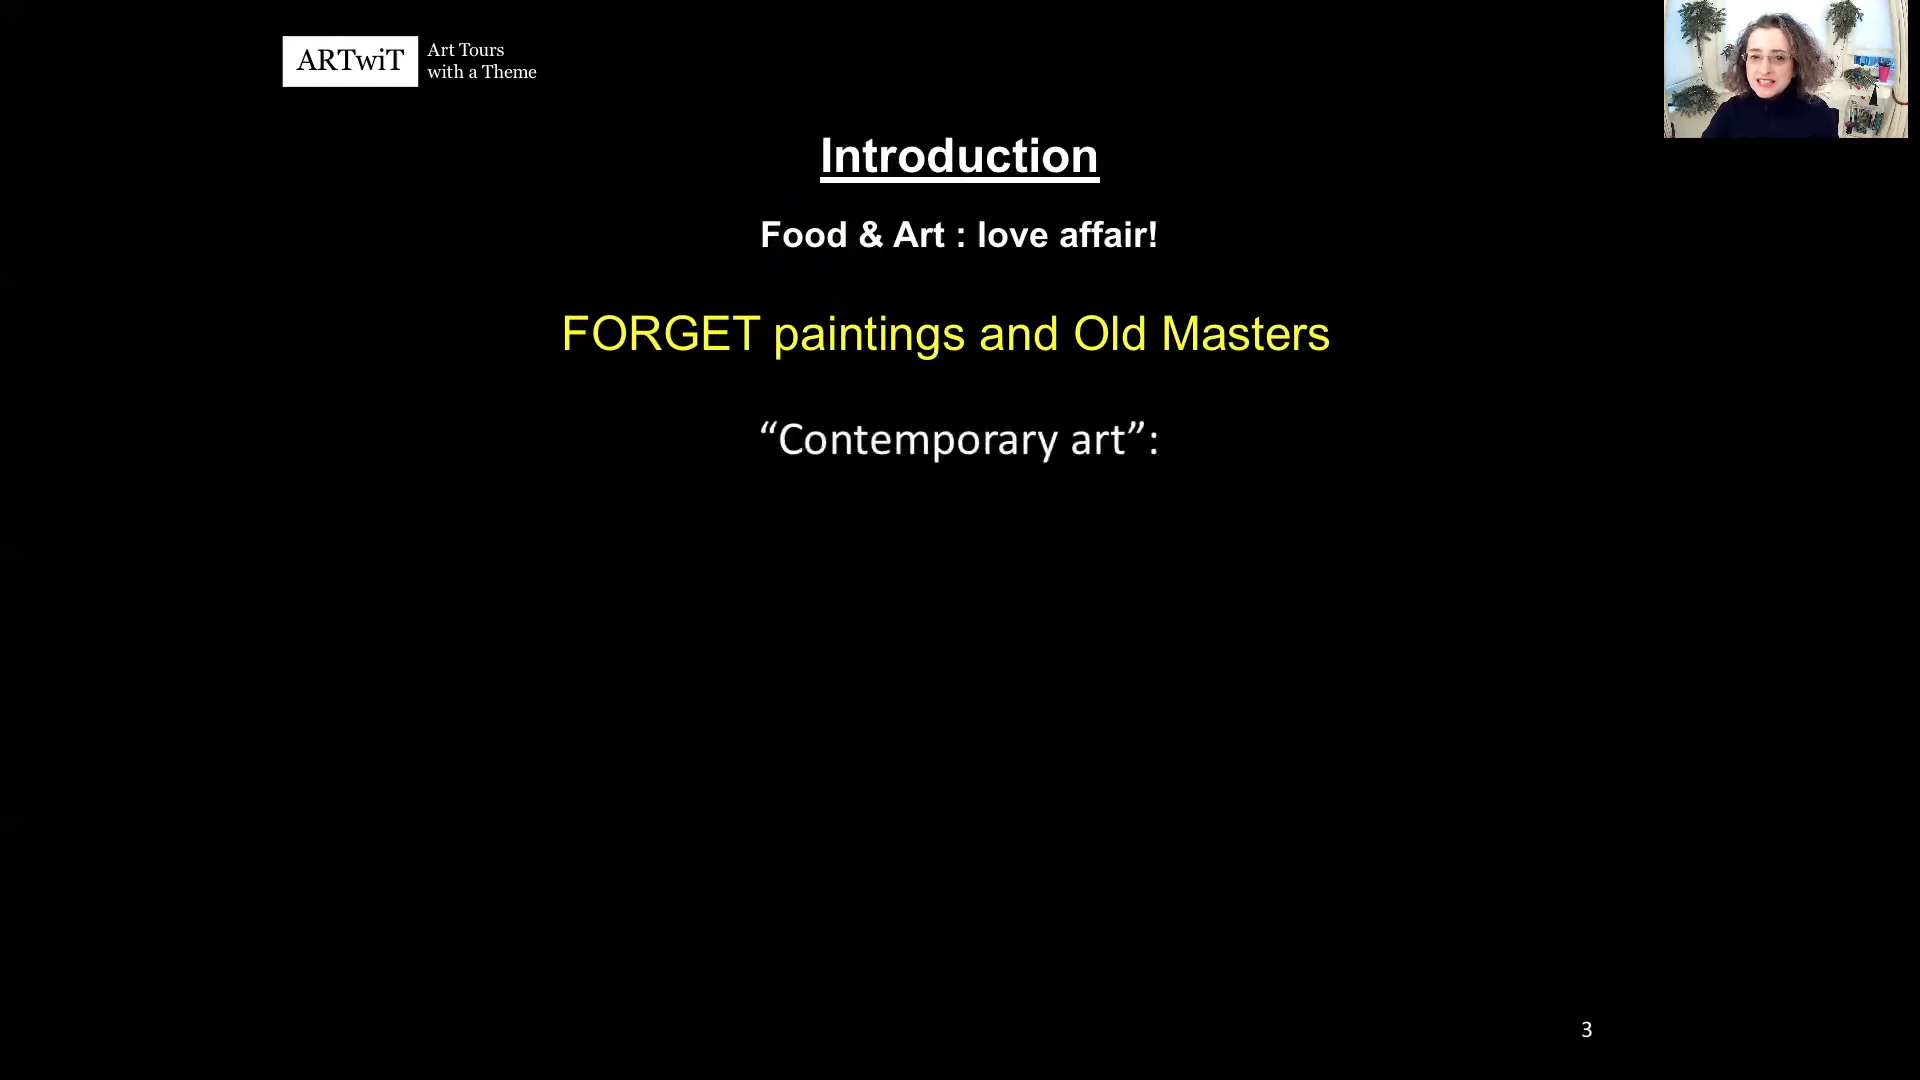 ARTwiT
Art Tours
with a Theme
Introduction
Food & Art : love affair!
FORGET paintings and Old Masters
“Contemporary art”:
3